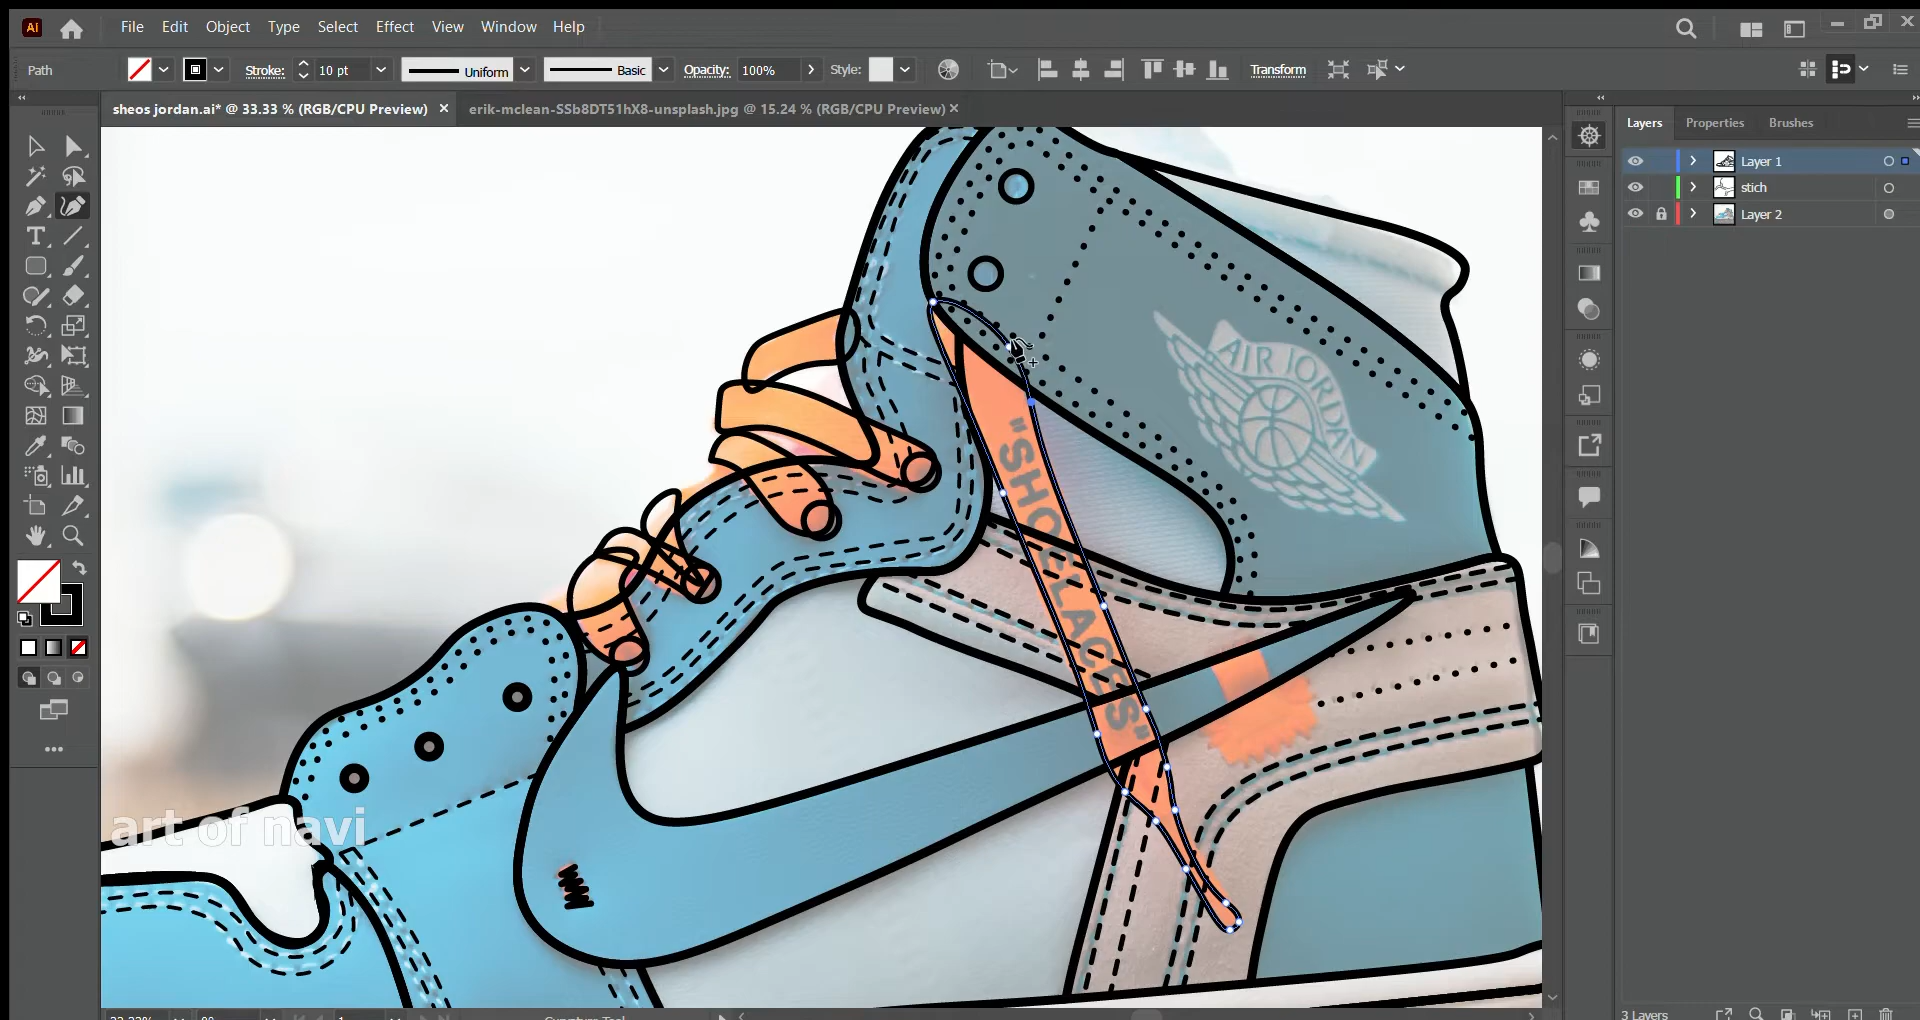 Ai File Edit Object Type Select Effect View Window Help
Path Stroke: 10 pt Uniform Basic Opacity: 100% Style: Transform
sheos jordan.ai* @ 33.33 % (RGB/CPU Preview) × erik-mclean-SSb8DT51hX8-unsplash.jpg @ 15.24 % (RGB/CPU Preview) ×
Layers Properties Brushes
Layer 1
stich
Layer 2
AIR JORDAN
"SHOELACES"
art of navi
3 Layers